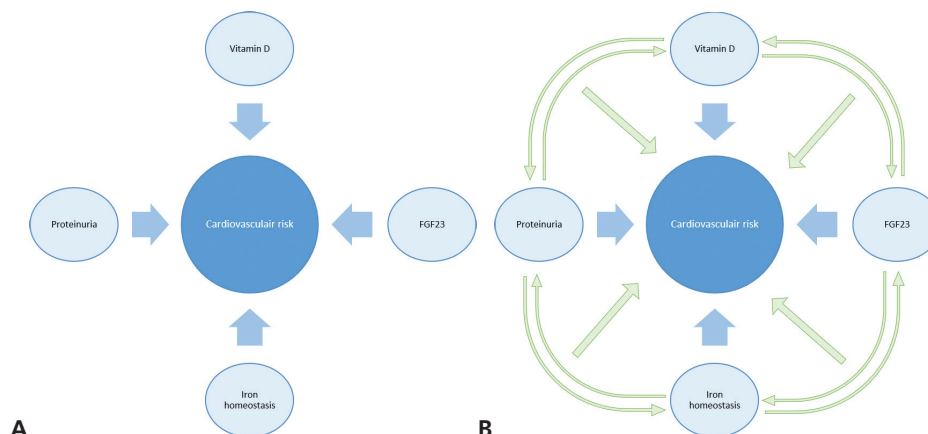 Vitamin D
Proteinuria
Cardiovasculair risk
FGF23
Iron
homeostasis
A
Vitamin D
Proteinuria
Cardiovasculair risk
FGF23
Iron
homeostasis
B